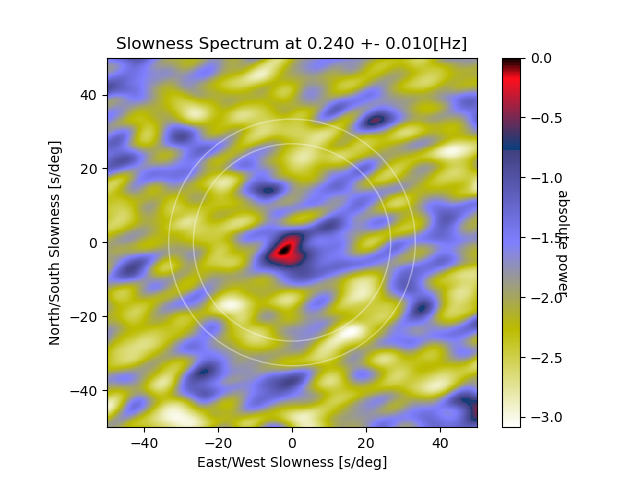 Slowness Spectrum at 0.240 +- 0.010[Hz]
North/South Slowness [s/deg]
40
20
0
−20
−40
−40 −20 0 20 40
East/West Slowness [s/deg]
0.0
−0.5
−1.0
−1.5
−2.0
−2.5
−3.0
absolute power